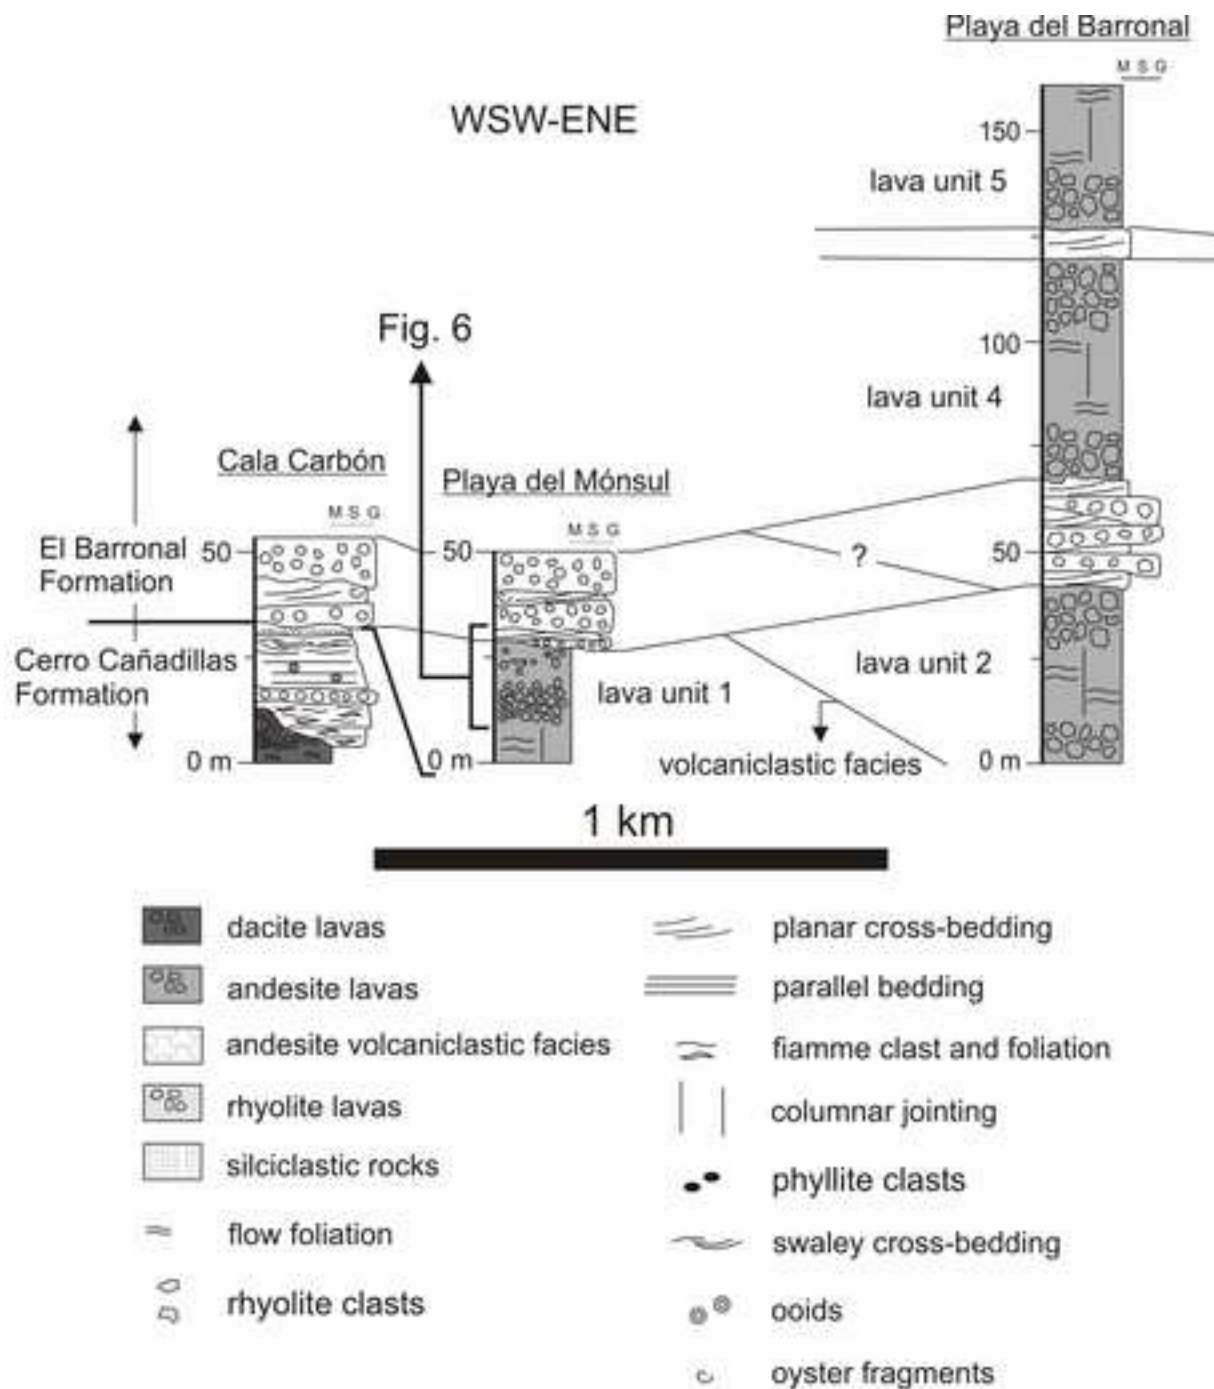 Playa del Barronal
M S G
WSW-ENE
150
lava unit 5
Fig. 6
100
lava unit 4
Cala Carbón
Playa del Mónsul
M S G
M S G
El Barronal
Formation
50
50
?
50
Cerro Cañadillas
Formation
lava unit 1
lava unit 2
0 m
0 m
volcaniclastic facies
0 m
1 km
dacite lavas
andesite lavas
andesite volcaniclastic facies
rhyolite lavas
silciclastic rocks
flow foliation
rhyolite clasts
planar cross-bedding
parallel bedding
fiamme clast and foliation
columnar jointing
phyllite clasts
swaley cross-bedding
ooids
oyster fragments